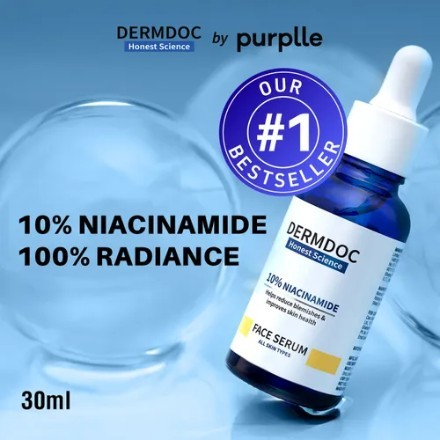 DERMDOC
Honest Science
by purplle
OUR
#1
BESTSELLER
10% NIACINAMIDE
100% RADIANCE
DERMDOC
Honest Science
10% NIACINAMIDE
Helps reduce blemishes &
improves skin health
FACE SERUM
ALL SKIN TYPES
30ml